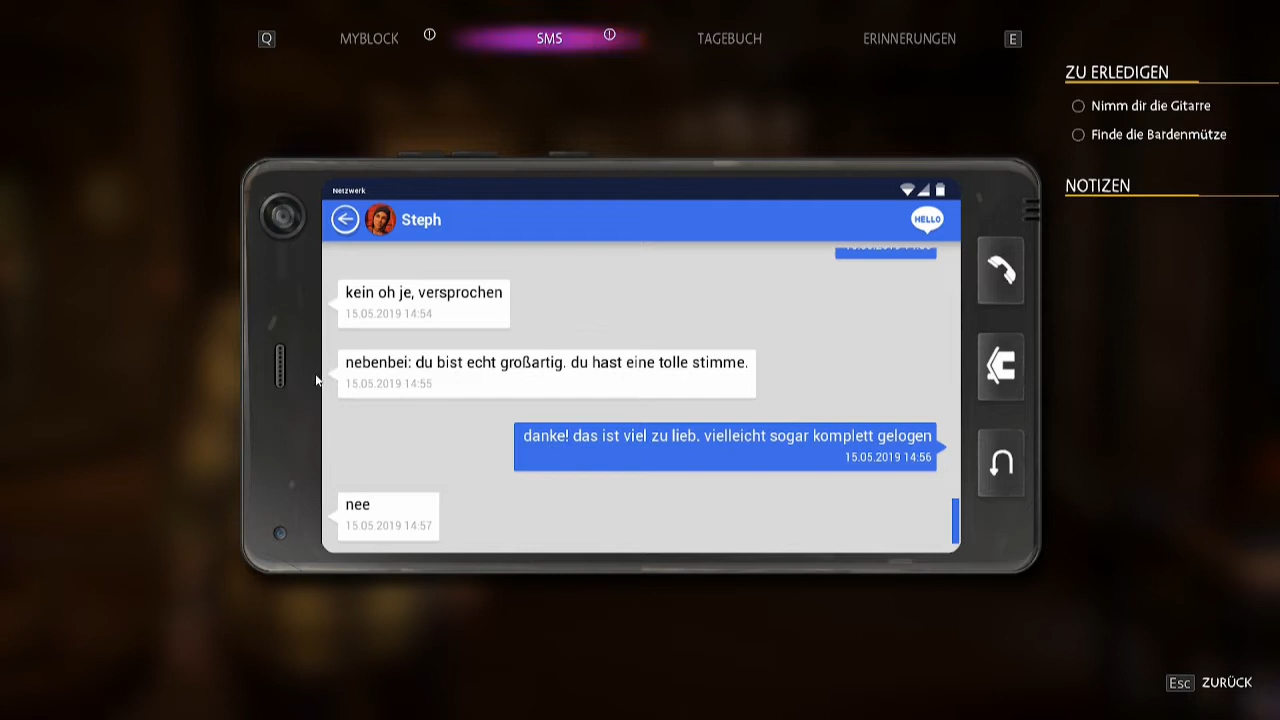 Q
MYBLOCK
SMS
TAGEBUCH
ERINNERUNGEN
E
ZU ERLEDIGEN
Nimm dir die Gitarre
Finde die Bardenmütze
NOTIZEN
Netzwerk
Steph
HELLO
kein oh je, versprochen
15.05.2019 14:54
nebenbei: du bist echt großartig. du hast eine tolle stimme.
15.05.2019 14:55
danke! das ist viel zu lieb. vielleicht sogar komplett gelogen
15.05.2019 14:56
nee
15.05.2019 14:57
Esc ZURÜCK